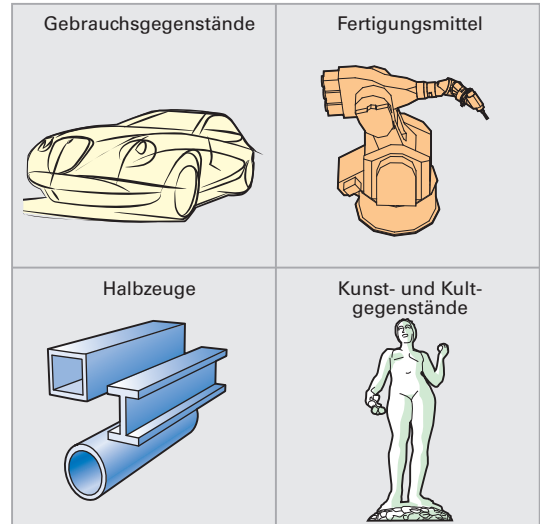 Gebrauchsgegenstände
Fertigungsmittel
Halbzeuge
Kunst- und Kult-
gegenstände